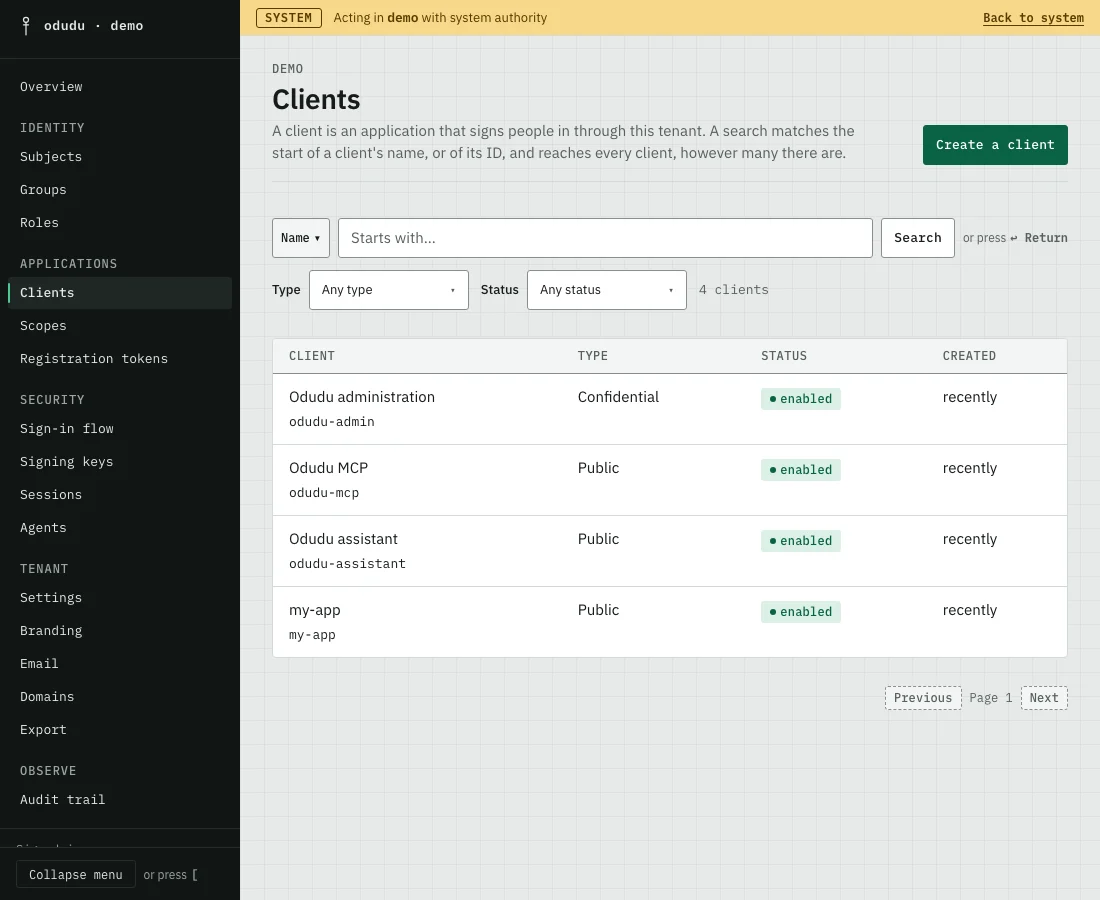 odudu · demo
Overview
IDENTITY
Subjects
Groups
Roles
APPLICATIONS
Clients
Scopes
Registration tokens
SECURITY
Sign-in flow
Signing keys
Sessions
Agents
TENANT
Settings
Branding
Email
Domains
Export
OBSERVE
Audit trail
Collapse menu or press [
SYSTEM Acting in demo with system authority Back to system
DEMO
Clients
A client is an application that signs people in through this tenant. A search matches the
start of a client's name, or of its ID, and reaches every client, however many there are.
Create a client
Name ▾ Starts with... Search or press ↩ Return
Type Any type Status Any status 4 clients
CLIENT TYPE STATUS CREATED
Odudu administration Confidential enabled recently
odudu-admin
Odudu MCP Public enabled recently
odudu-mcp
Odudu assistant Public enabled recently
odudu-assistant
my-app Public enabled recently
my-app
Previous Page 1 Next